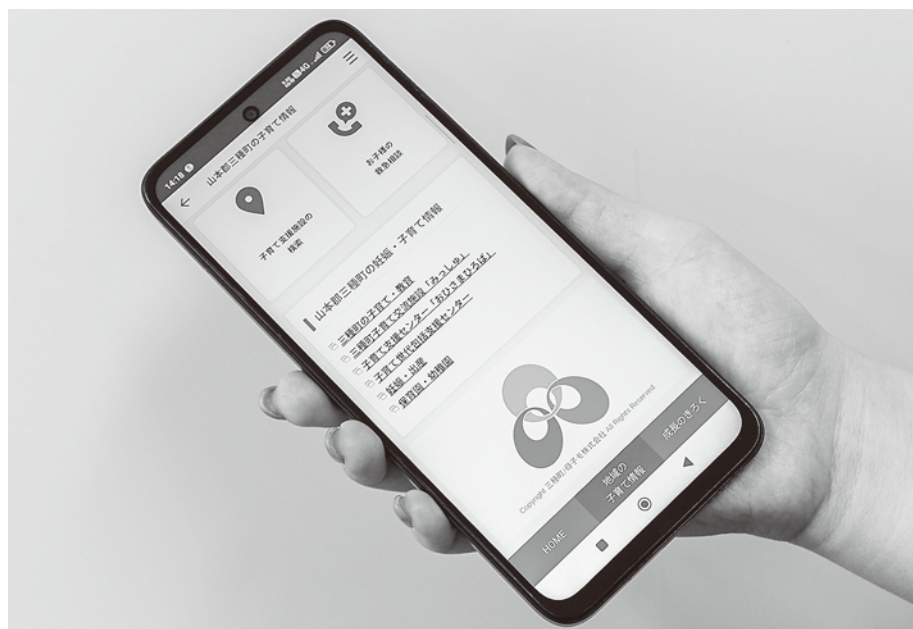 14:18
4G
山本郡三種町の子育て情報
子育て支援施設の
検索
お子様の
救急相談
山本郡三種町の妊娠・子育て情報
三種町の子育て・教育
三種町子育て交流施設「みっしゅ」
子育て支援センター「おひさまひろば」
子育て世代包括支援センター
妊娠・出産
保育園・幼稚園
Copyright 三種町/母子モ株式会社 All Rights Reserved.
HOME
地域の
子育て情報
成長のきろく